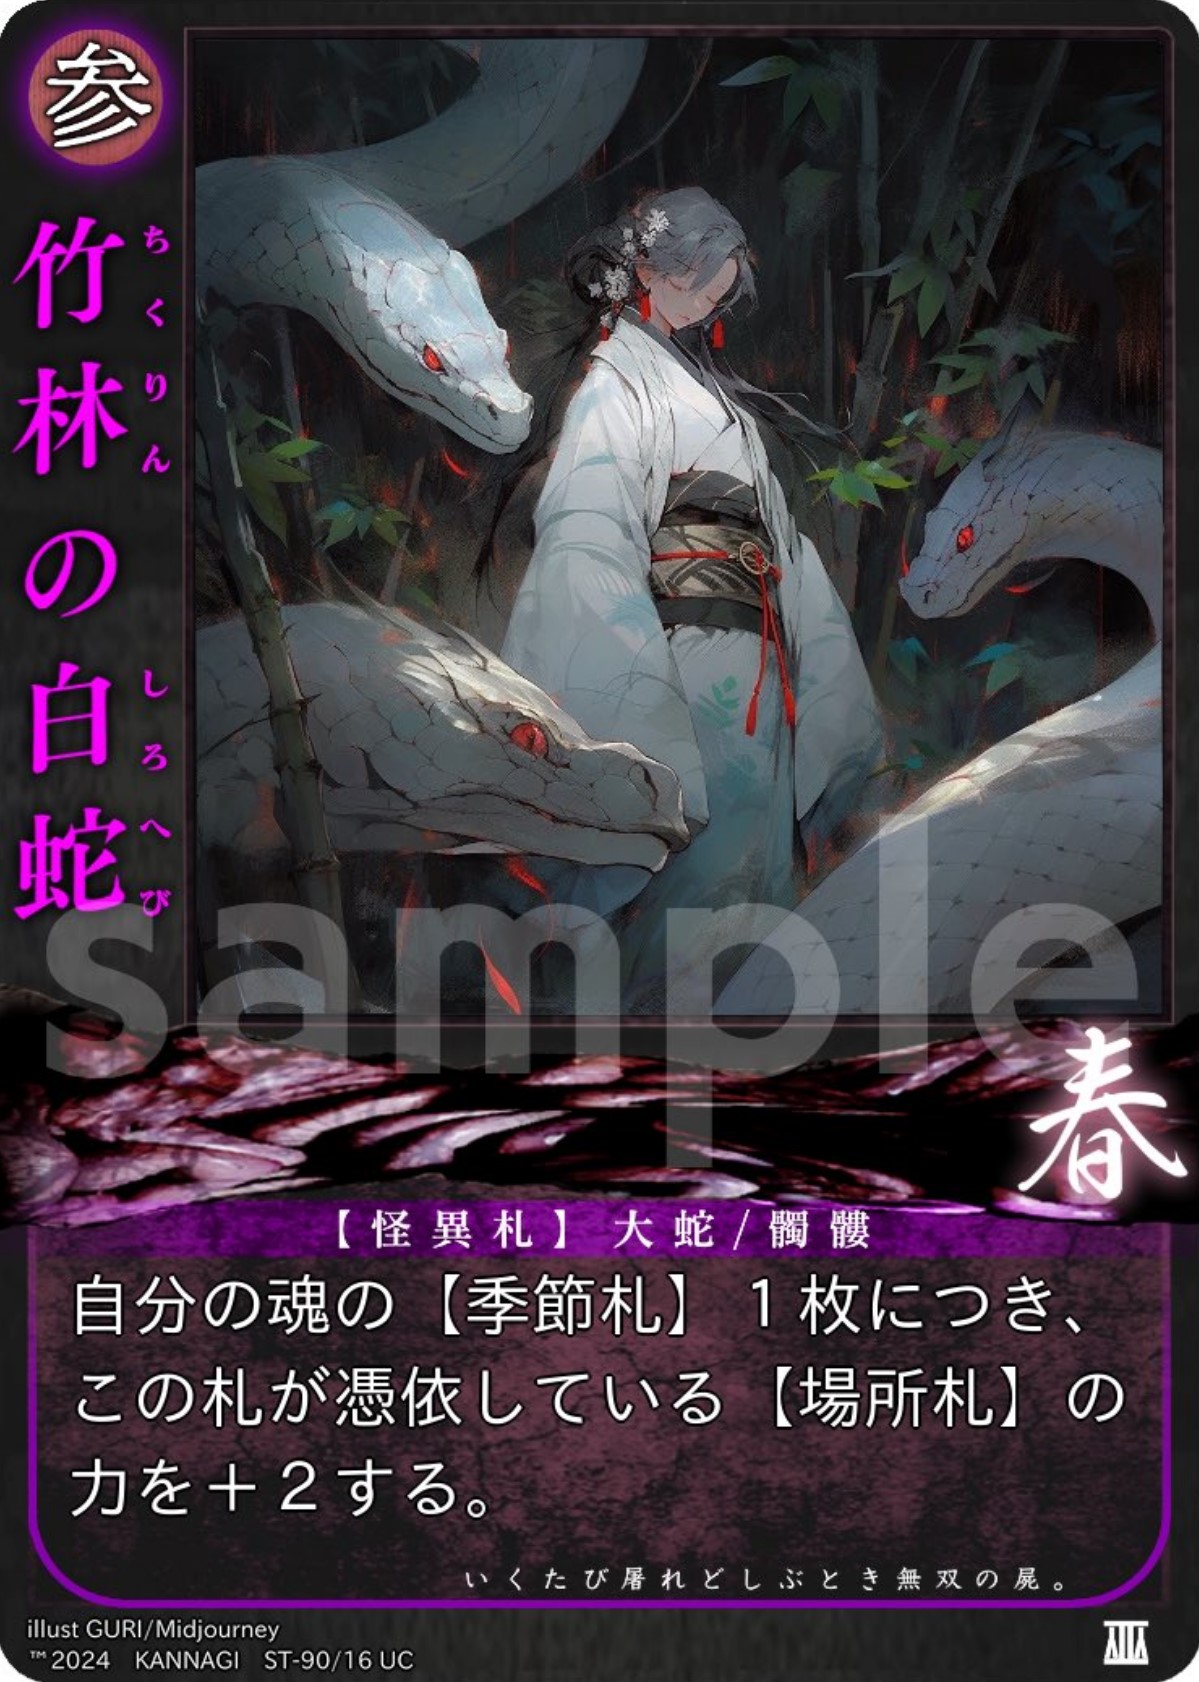 参
竹林の白蛇
ちくりん
しろへび
sample
春
【怪異札】大蛇/髑髏
自分の魂の【季節札】1枚につき、
この札が憑依している【場所札】の
力を+2する。
いくたび屠れどしぶとき無双の屍。
illust GURI/Midjourney
™2024 KANNAGI ST-90/16 UC